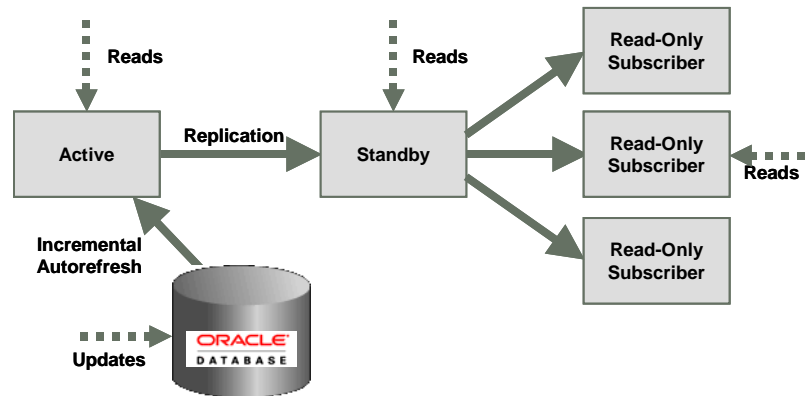 Reads
Reads
Read-Only
Subscriber
Active
Replication
Standby
Read-Only
Subscriber
Reads
Incremental
Autorefresh
Read-Only
Subscriber
Updates
ORACLE
DATABASE